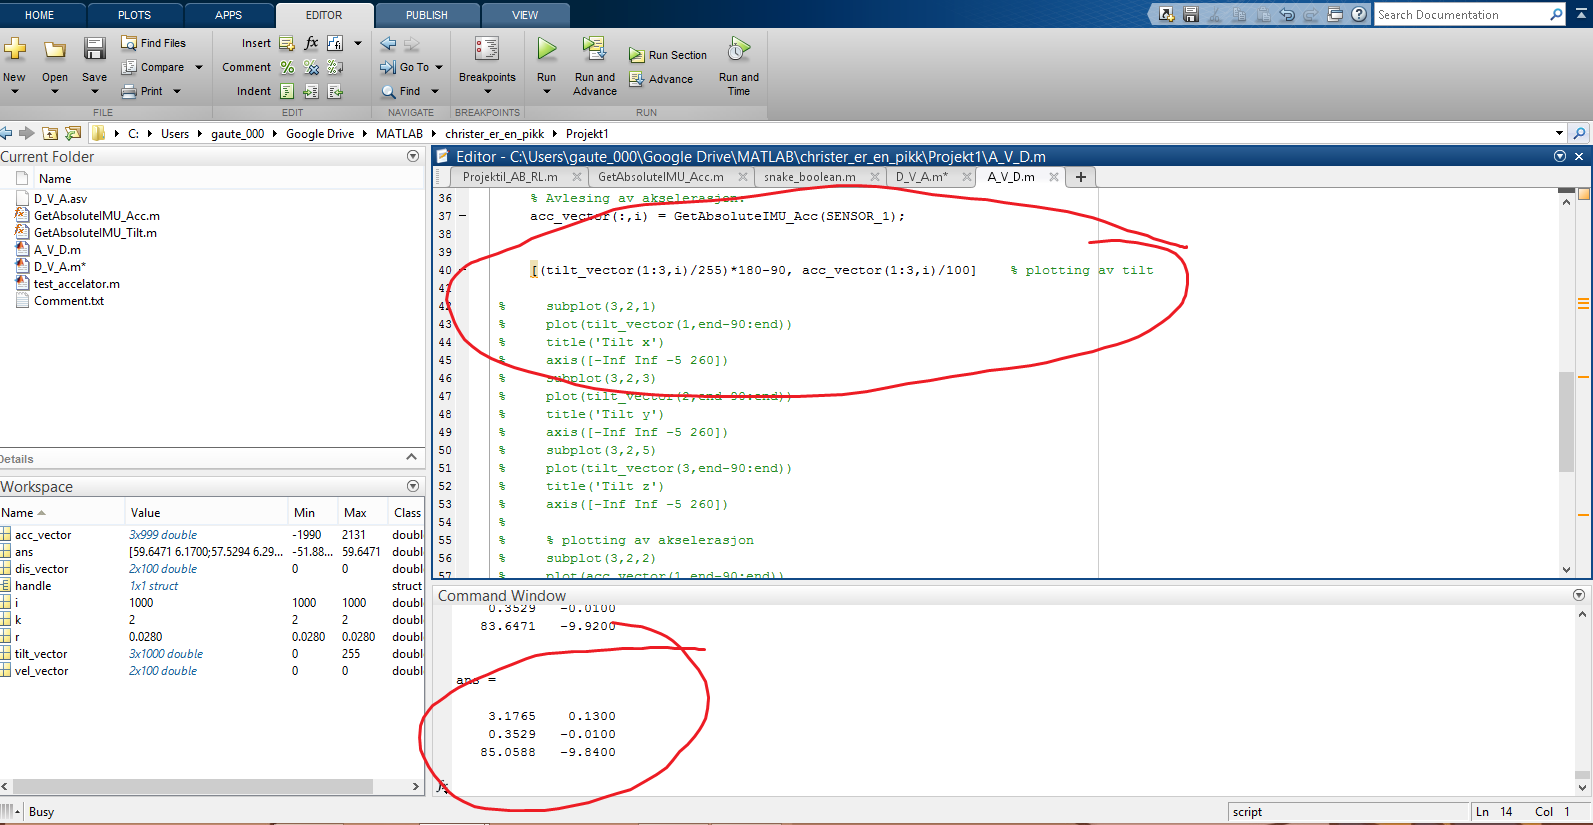 HOME PLOTS APPS EDITOR PUBLISH VIEW
Search Documentation
New Open Save
Find Files
Compare
Print
Insert fx
Comment
Indent
Go To
Find
Breakpoints
Run
Run and Advance
Run Section
Advance
Run and Time
FILE EDIT NAVIGATE BREAKPOINTS RUN
C: Users gaute_000 Google Drive MATLAB christer_er_en_pikk Projekt1
Current Folder
Name
D_V_A.asv
GetAbsoluteIMU_Acc.m
GetAbsoluteIMU_Tilt.m
A_V_D.m
D_V_A.m*
test_accelator.m
Comment.txt
Details
Workspace
Name Value Min Max Class
acc_vector 3x999 double -1990 2131 doubl
ans [59.6471 6.1700;57.5294 6.29... -51.88... 59.6471 doubl
dis_vector 2x100 double 0 0 doubl
handle 1x1 struct struct
i 1000 1000 1000 doubl
k 2 2 2 doubl
r 0.0280 0.0280 0.0280 doubl
tilt_vector 3x1000 double 0 255 doubl
vel_vector 2x100 double 0 0 doubl
Editor - C:\Users\gaute_000\Google Drive\MATLAB\christer_er_en_pikk\Projekt1\A_V_D.m
Projektil_AB_RL.m GetAbsoluteIMU_Acc.m snake_boolean.m D_V_A.m* A_V_D.m
36 % Avlesing av akselerasjon.
37 acc_vector(:,i) = GetAbsoluteIMU_Acc(SENSOR_1);
38
39
40 [(tilt_vector(1:3,i)/255)*180-90, acc_vector(1:3,i)/100] % plotting av tilt
41
42 % subplot(3,2,1)
43 % plot(tilt_vector(1,end-90:end))
44 % title('Tilt x')
45 % axis([-Inf Inf -5 260])
46 % subplot(3,2,3)
47 % plot(tilt_vector(2,end-90:end))
48 % title('Tilt y')
49 % axis([-Inf Inf -5 260])
50 % subplot(3,2,5)
51 % plot(tilt_vector(3,end-90:end))
52 % title('Tilt z')
53 % axis([-Inf Inf -5 260])
54 %
55 % % plotting av akselerasjon
56 % subplot(3,2,2)
57 % plot(acc_vector(1,end-90:end))
Command Window
0.3529 -0.0100
83.6471 -9.9200
ans =
3.1765 0.1300
0.3529 -0.0100
85.0588 -9.8400
fx
Busy
script Ln 14 Col 1